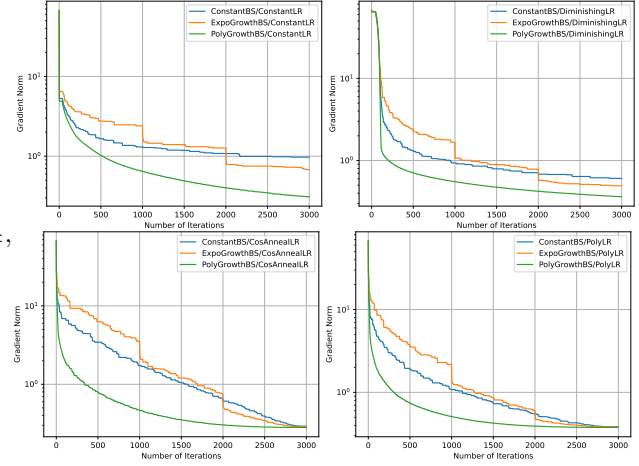 ConstantBS/ConstantLR
ExpoGrowthBS/ConstantLR
PolyGrowthBS/ConstantLR
Gradient Norm
10¹
10⁰
0 500 1000 1500 2000 2500 3000
Number of Iterations
ConstantBS/DiminishingLR
ExpoGrowthBS/DiminishingLR
PolyGrowthBS/DiminishingLR
Gradient Norm
10¹
10⁰
0 500 1000 1500 2000 2500 3000
Number of Iterations
ConstantBS/CosAnnealLR
ExpoGrowthBS/CosAnnealLR
PolyGrowthBS/CosAnnealLR
Gradient Norm
10¹
10⁰
0 500 1000 1500 2000 2500 3000
Number of Iterations
ConstantBS/PolyLR
ExpoGrowthBS/PolyLR
PolyGrowthBS/PolyLR
Gradient Norm
10¹
10⁰
0 500 1000 1500 2000 2500 3000
Number of Iterations